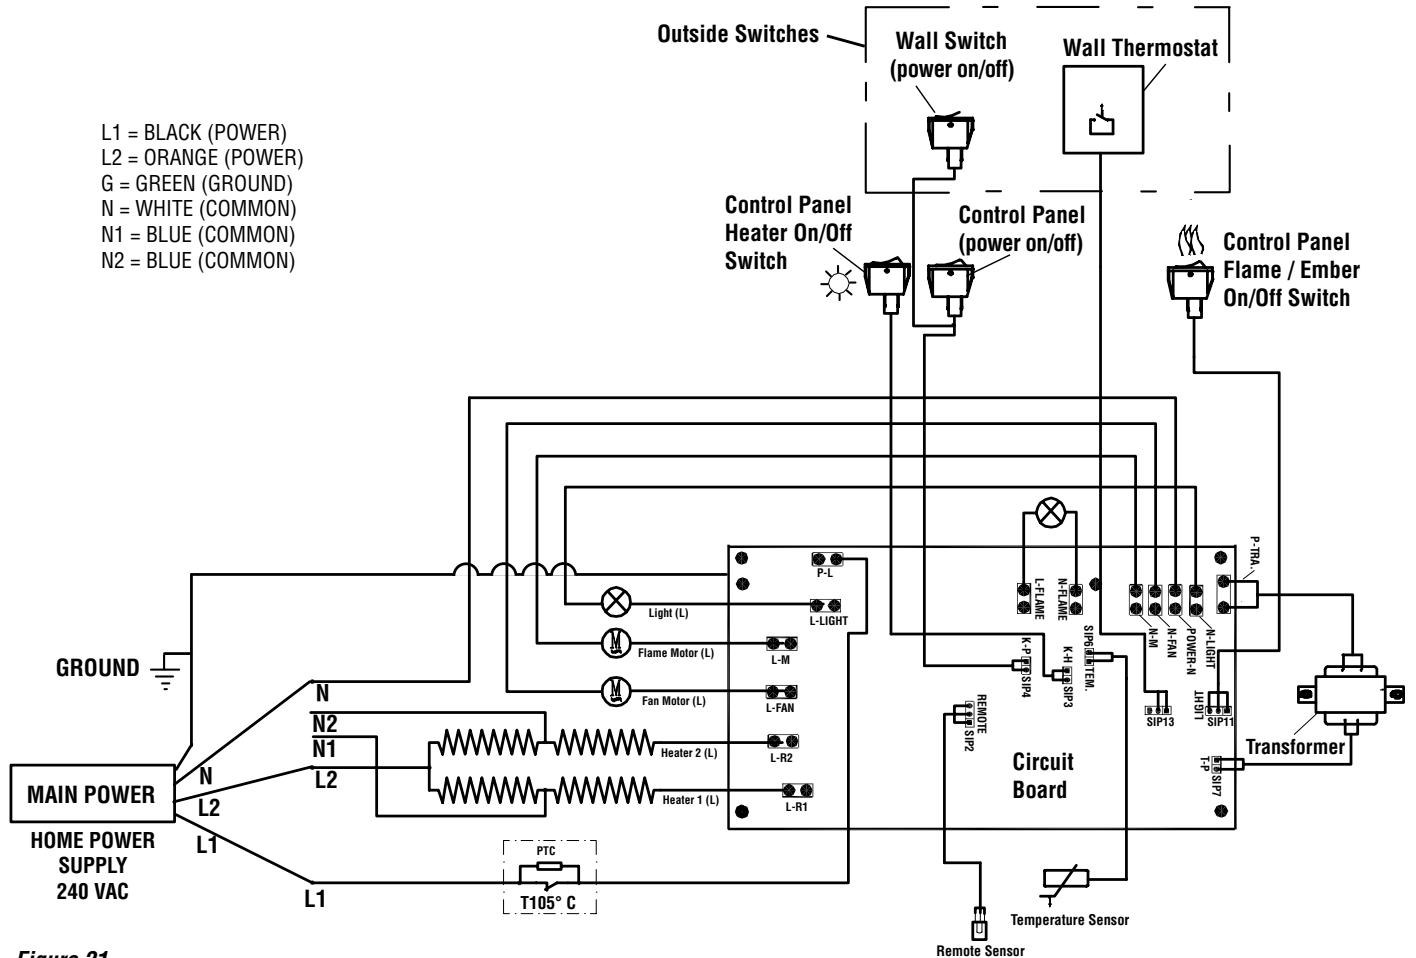 Outside Switches
Wall Switch
(power on/off)
Wall Thermostat
L1 = BLACK (POWER)
L2 = ORANGE (POWER)
G = GREEN (GROUND)
N = WHITE (COMMON)
N1 = BLUE (COMMON)
N2 = BLUE (COMMON)
Control Panel
Heater On/Off
Switch
Control Panel
(power on/off)
Control Panel
Flame / Ember
On/Off Switch
P-TRA.
P-L
L-LIGHT
Light (L)
L-FLAME
N-FLAME
N-M
N-FAN
POWER-N
N-LIGHT
GROUND
M
Flame Motor (L)
L-M
K-P
SIP4
K-H
SIP3
SIP6
TEM.
M
Fan Motor (L)
L-FAN
REMOTE
SIP2
SIP13
LIGHT
SIP11
Transformer
N
N2
N1
L2
Heater 2 (L)
L-R2
Circuit
Board
T-P
SIP7
MAIN POWER
N
L2
L1
Heater 1 (L)
L-R1
HOME POWER
SUPPLY
240 VAC
L1
PTC
T105° C
Temperature Sensor
Remote Sensor
Figure 21